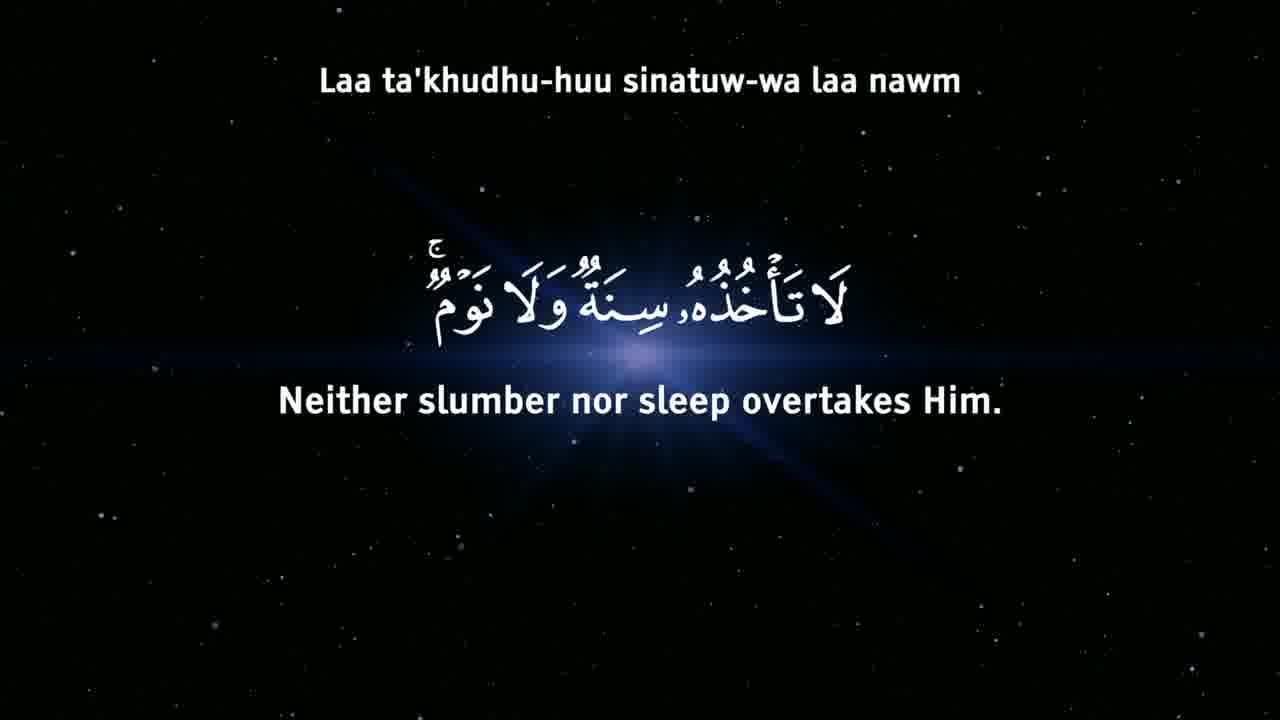 Laa ta'khudhu-huu sinatuw-wa laa nawm
لَا تَأۡخُذُهُۥ سِنَةٌ۬ وَلَا نَوۡمٌ۬‌ۚ
Neither slumber nor sleep overtakes Him.